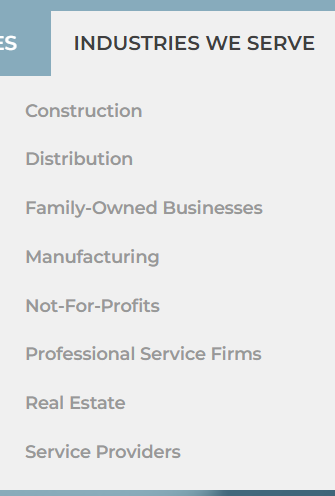 ES
INDUSTRIES WE SERVE
Construction
Distribution
Family-Owned Businesses
Manufacturing
Not-For-Profits
Professional Service Firms
Real Estate
Service Providers